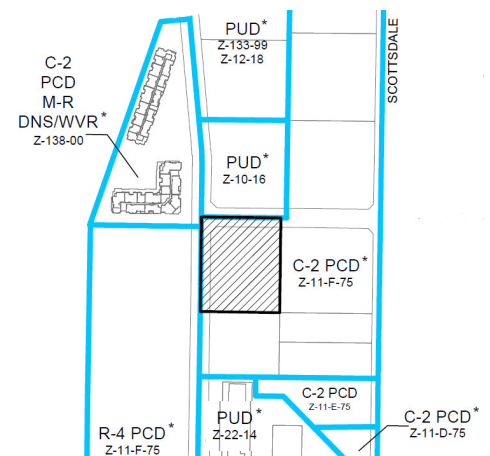 PUD*
Z-133-99
Z-12-18
SCOTTSDALE
C-2
PCD
M-R
DNS/WVR*
Z-138-00
PUD*
Z-10-16
C-2 PCD*
Z-11-F-75
C-2 PCD
Z-11-E-75
R-4 PCD*
Z-11-F-75
PUD*
Z-22-14
C-2 PCD*
Z-11-D-75